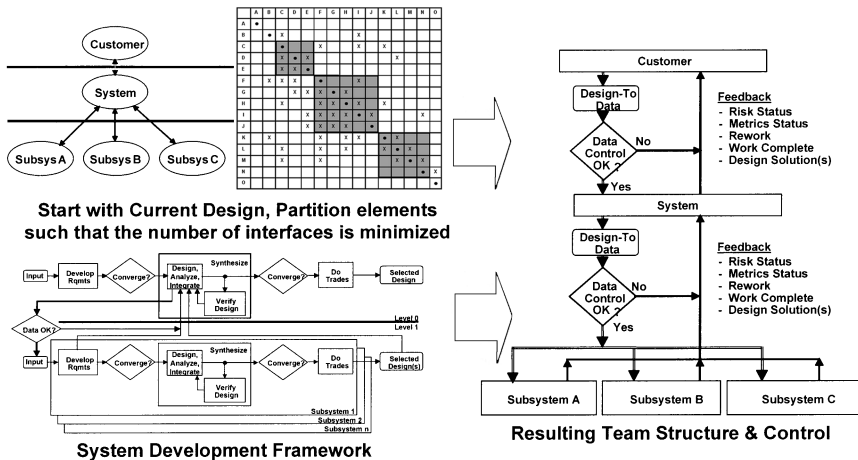 Customer
System
Subsys A
Subsys B
Subsys C
A B C D E F G H I J K L M N O
A
B
C
D
E
F
G
H
I
J
K
L
M
N
O
Start with Current Design, Partition elements
such that the number of interfaces is minimized
Input
Develop
Rqmts
Converge?
Synthesize
Design,
Analyze,
Integrate
Verify
Design
Converge?
Do
Trades
Selected
Design
Data OK?
Level 0
Level 1
Input
Develop
Rqmts
Converge?
Synthesize
Design,
Analyze,
Integrate
Verify
Design
Converge?
Do
Trades
Selected
Design(s)
Subsystem 1
Subsystem 2
Subsystem n
System Development Framework
Customer
Design-To
Data
Data
Control
OK ?
No
Yes
Feedback
- Risk Status
- Metrics Status
- Rework
- Work Complete
- Design Solution(s)
System
Design-To
Data
Data
Control
OK ?
No
Yes
Feedback
- Risk Status
- Metrics Status
- Rework
- Work Complete
- Design Solution(s)
Subsystem A
Subsystem B
Subsystem C
Resulting Team Structure & Control